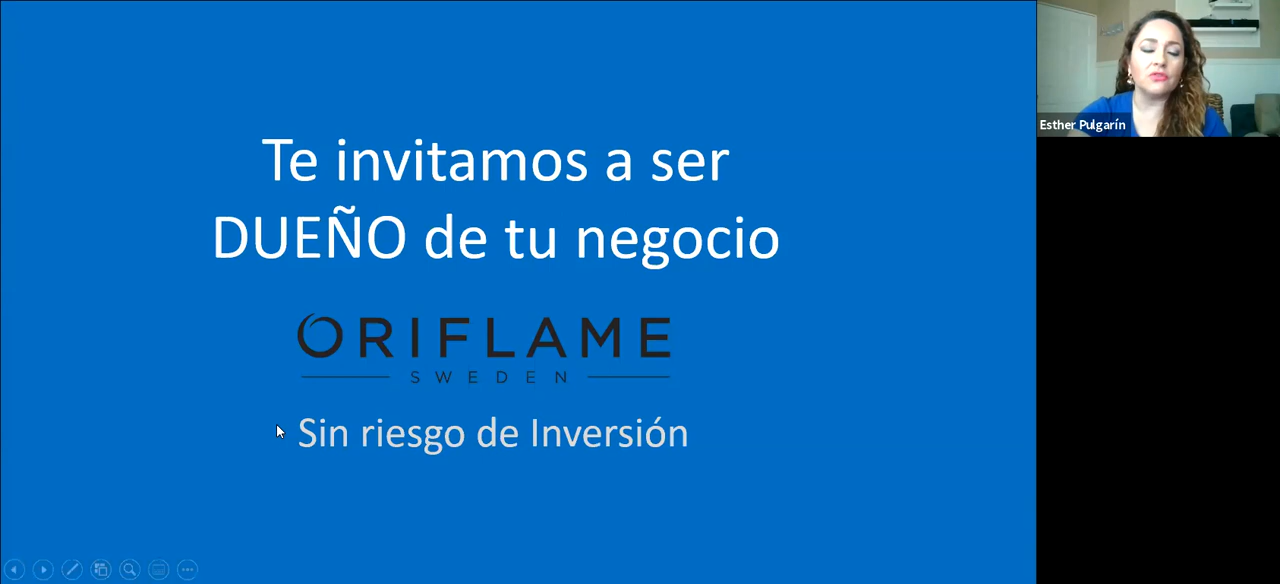 Te invitamos a ser
DUEÑO de tu negocio
ORIFLAME
SWEDEN
Sin riesgo de Inversión
Esther Pulgarín